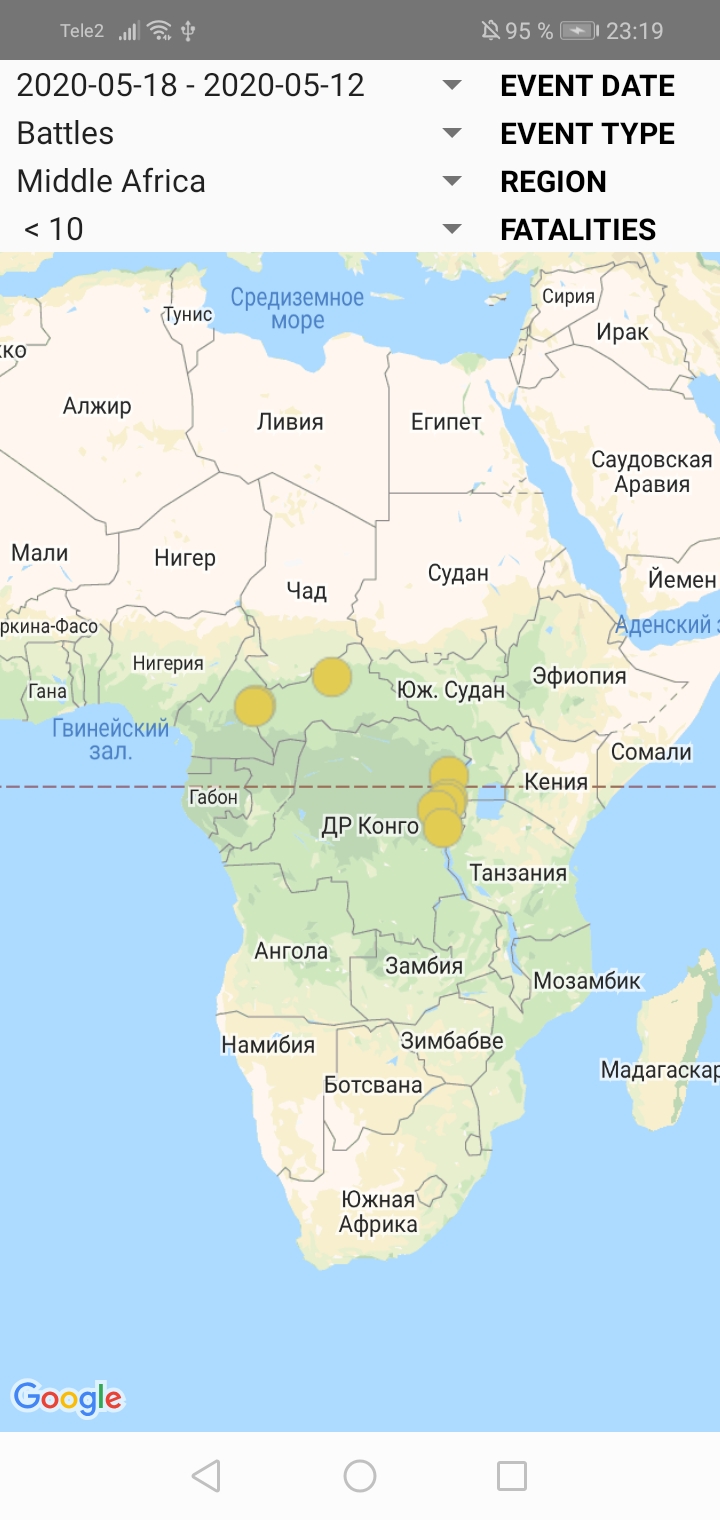 Tele2 95 % 23:19
2020-05-18 - 2020-05-12 EVENT DATE
Battles EVENT TYPE
Middle Africa REGION
< 10 FATALITIES
Средиземное
море
Сирия
Тунис
Ирак
кко
Алжир
Ливия
Египет
Саудовская
Аравия
Мали
Нигер
Чад
Судан
Йемен
ркина-Фасо
Аденский з
Нигерия
Эфиопия
Гана
Юж. Судан
Гвинейский
зал.
Сомали
Кения
Габон
ДР Конго
Танзания
Ангола
Замбия
Мозамбик
Намибия
Зимбабве
Мадагаскар
Ботсвана
Южная
Африка
Google